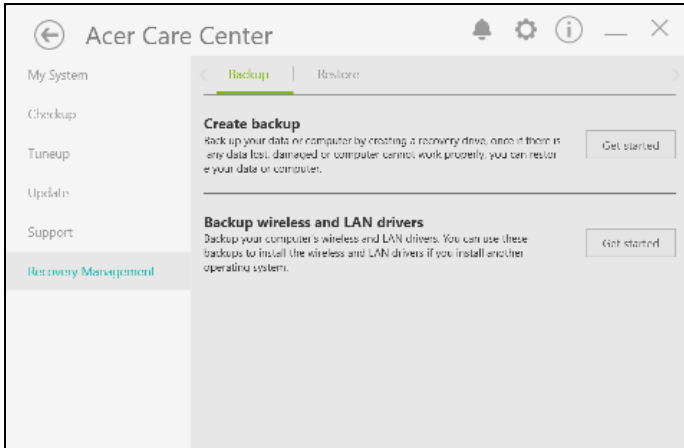 Acer Care Center
My System
Checkup
Tuneup
Update
Support
Recovery Management
Backup
Restore
Create backup
Back up your data or computer by creating a recovery drive, once if there is
any data lost, damaged or computer cannot work properly, you can restor
e your data or computer.
Get started
Backup wireless and LAN drivers
Backup your computer's wireless and LAN drivers. You can use these
backups to install the wireless and LAN drivers if you install another
operating system.
Get started